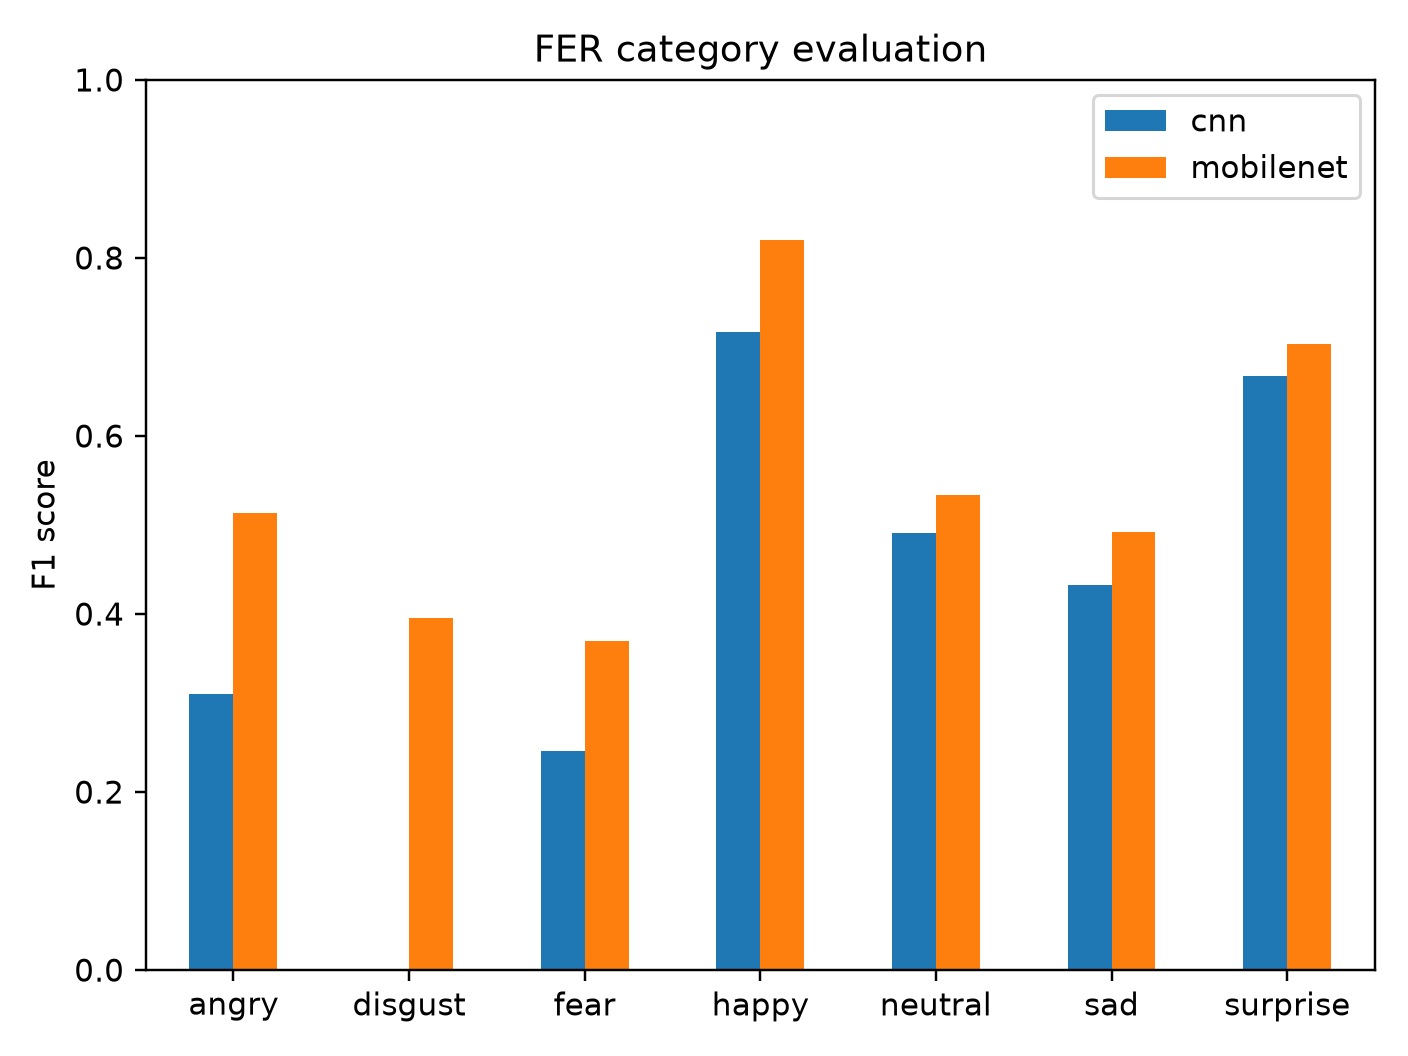 FER category evaluation
1.0
0.8
0.6
0.4
0.2
0.0
F1 score
cnn
mobilenet
angry disgust fear happy neutral sad surprise